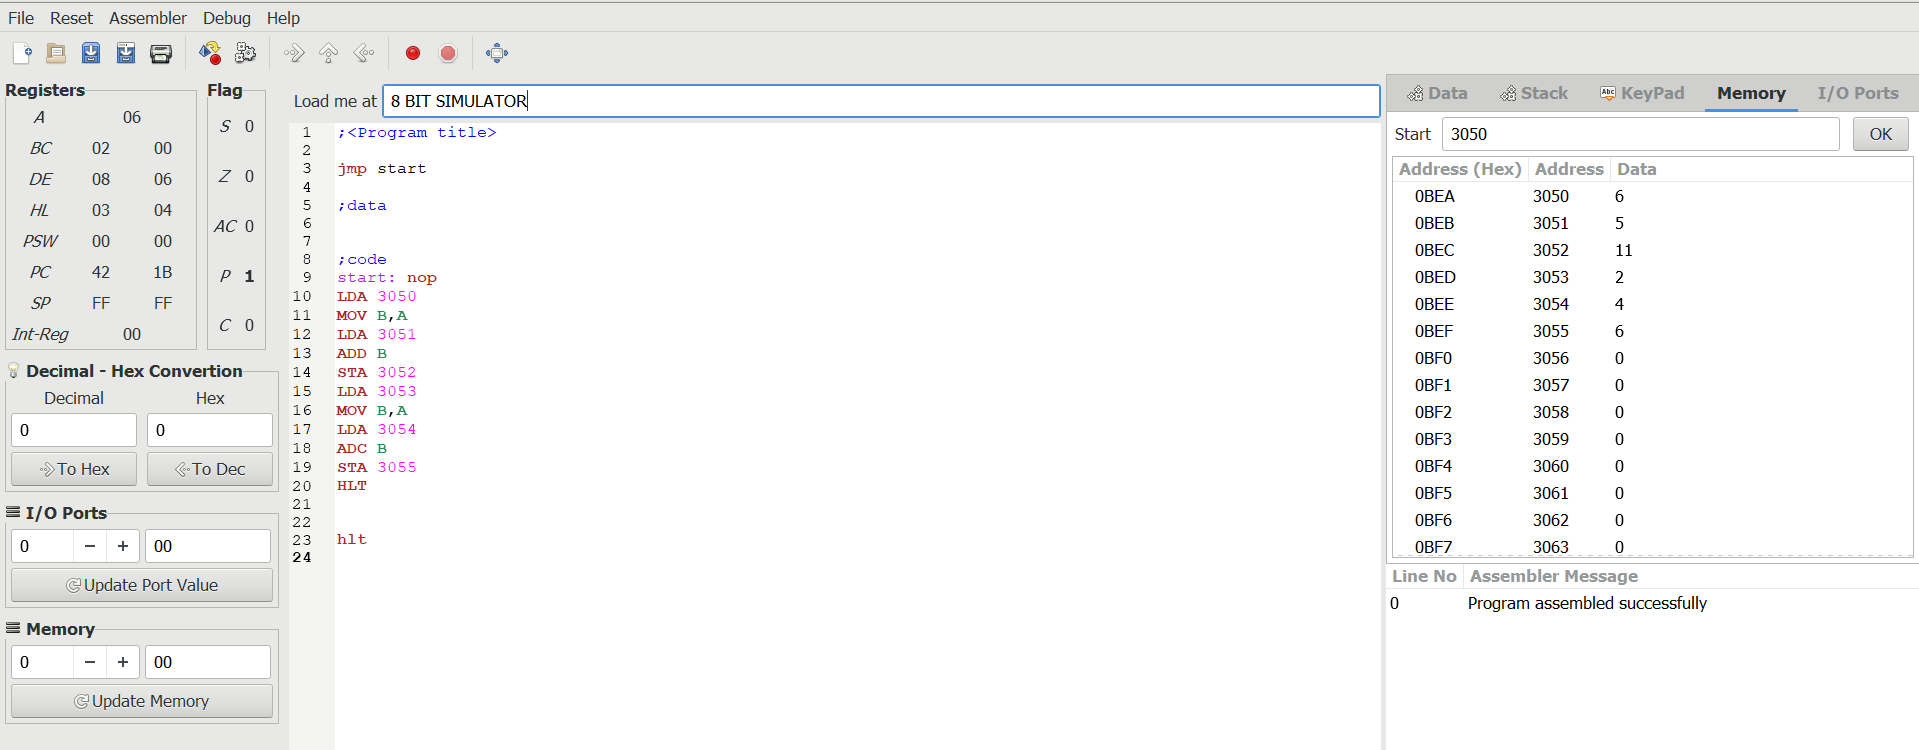 File Reset Assembler Debug Help
Registers
A 06
BC 02 00
DE 08 06
HL 03 04
PSW 00 00
PC 42 1B
SP FF FF
Int-Reg 00
Flag
S 0
Z 0
AC 0
P 1
C 0
Decimal - Hex Convertion
Decimal Hex
0 0
To Hex To Dec
I/O Ports
0 − + 00
Update Port Value
Memory
0 − + 00
Update Memory
Load me at 8 BIT SIMULATOR
1 ;<Program title>
2
3 jmp start
4
5 ;data
6
7
8 ;code
9 start: nop
10 LDA 3050
11 MOV B,A
12 LDA 3051
13 ADD B
14 STA 3052
15 LDA 3053
16 MOV B,A
17 LDA 3054
18 ADC B
19 STA 3055
20 HLT
21
22
23 hlt
24
Data Stack Abc KeyPad Memory I/O Ports
Start 3050 OK
Address (Hex) Address Data
0BEA 3050 6
0BEB 3051 5
0BEC 3052 11
0BED 3053 2
0BEE 3054 4
0BEF 3055 6
0BF0 3056 0
0BF1 3057 0
0BF2 3058 0
0BF3 3059 0
0BF4 3060 0
0BF5 3061 0
0BF6 3062 0
0BF7 3063 0
Line No Assembler Message
0 Program assembled successfully